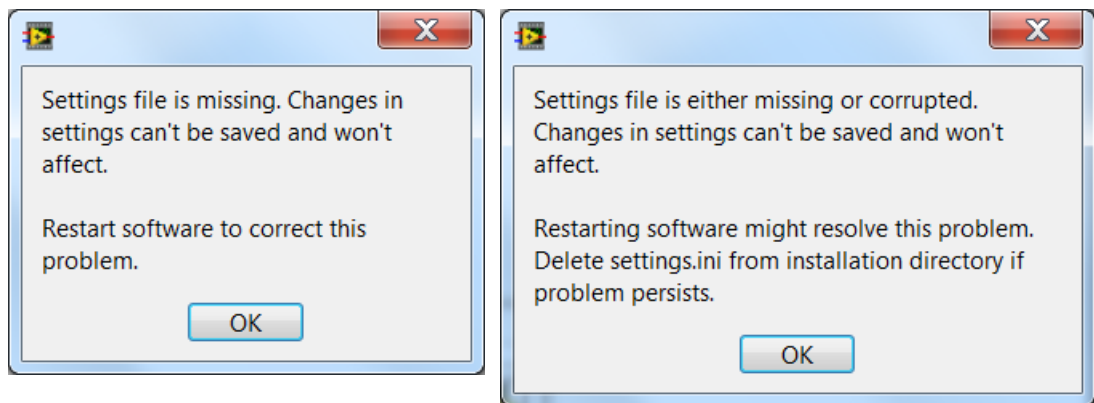 Settings file is missing. Changes in
settings can't be saved and won't
affect.
Restart software to correct this
problem.
OK
Settings file is either missing or corrupted.
Changes in settings can't be saved and won't
affect.
Restarting software might resolve this problem.
Delete settings.ini from installation directory if
problem persists.
OK